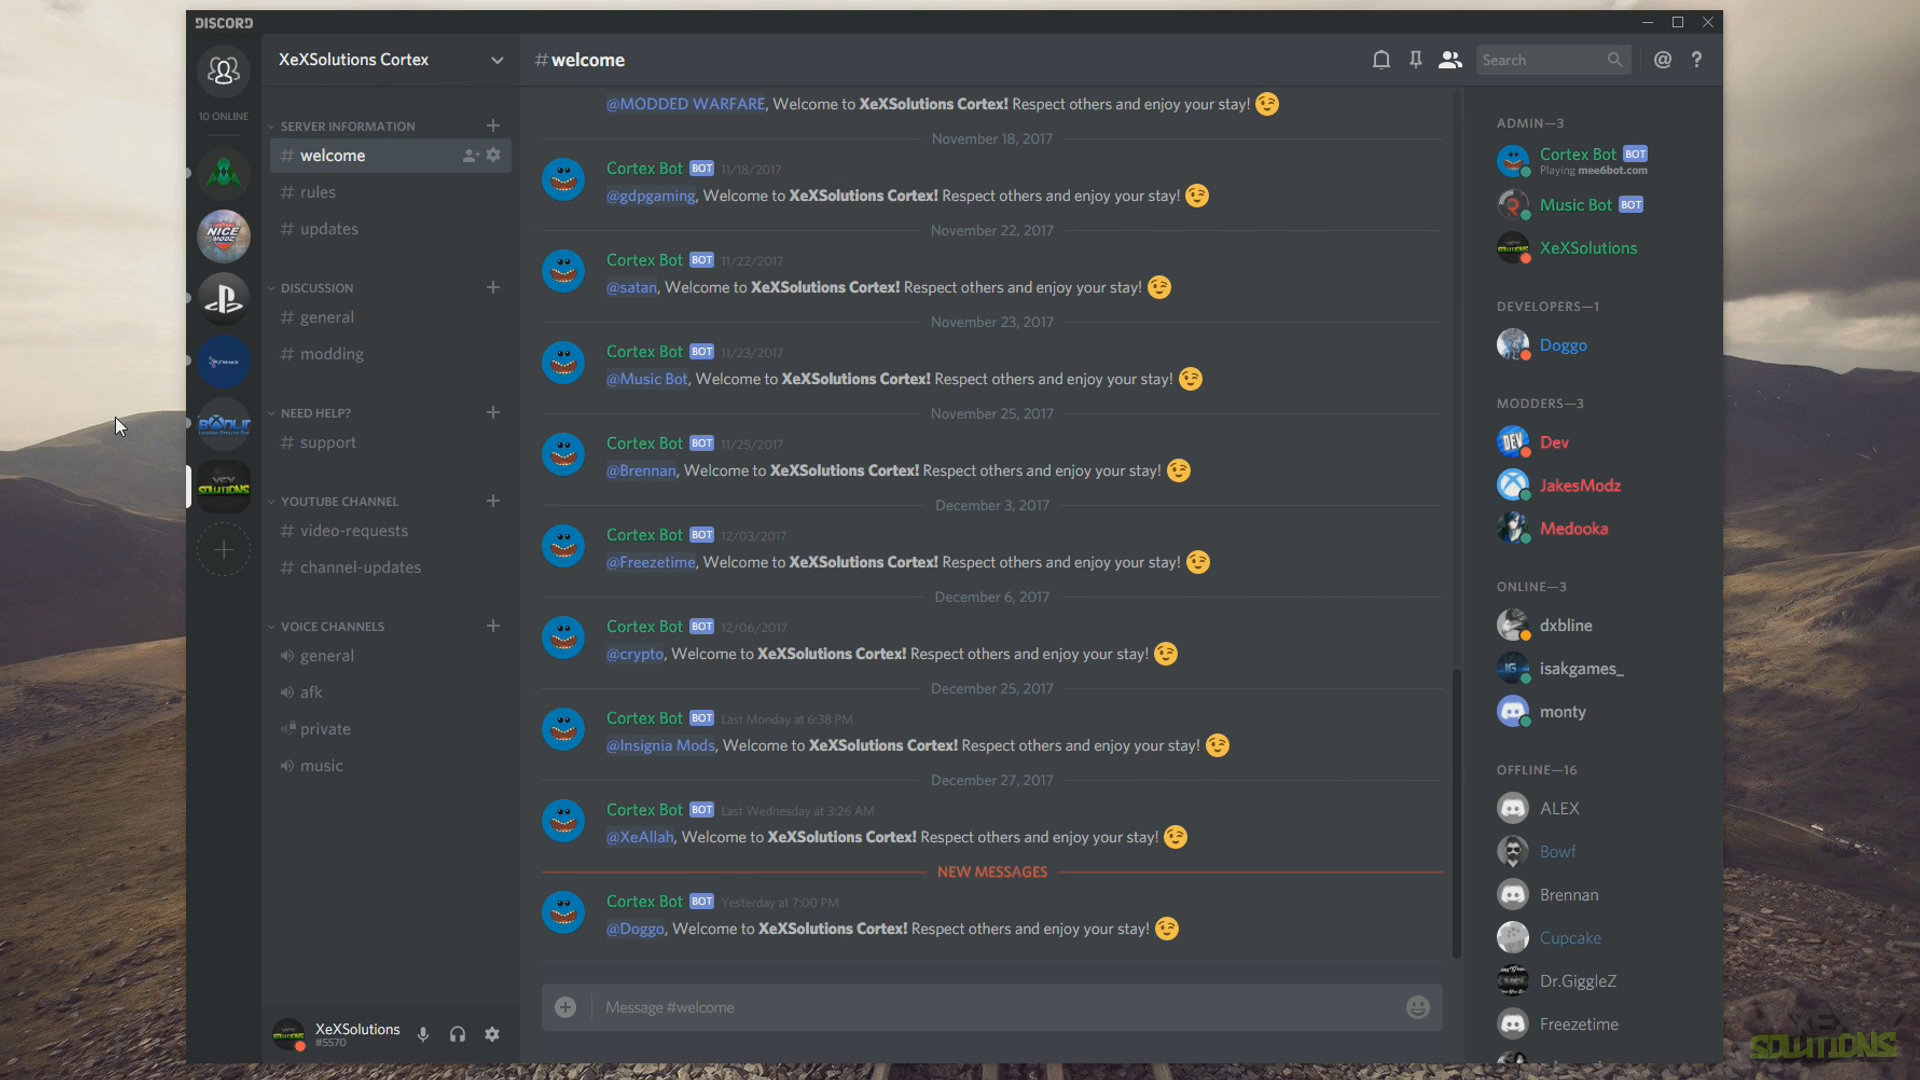 DISCORD
XeXSolutions Cortex
#welcome
Search
@
?
10 ONLINE
NICE
MODZ
SOLUTIONS
SERVER INFORMATION
# welcome
# rules
# updates
DISCUSSION
# general
# modding
NEED HELP?
# support
YOUTUBE CHANNEL
# video-requests
# channel-updates
VOICE CHANNELS
general
afk
private
music
XeXSolutions
#5570
@MODDED WARFARE, Welcome to XeXSolutions Cortex! Respect others and enjoy your stay! 😉
November 18, 2017
Cortex Bot BOT 11/18/2017
@gdpgaming, Welcome to XeXSolutions Cortex! Respect others and enjoy your stay! 😉
November 22, 2017
Cortex Bot BOT 11/22/2017
@satan, Welcome to XeXSolutions Cortex! Respect others and enjoy your stay! 😉
November 23, 2017
Cortex Bot BOT 11/23/2017
@Music Bot, Welcome to XeXSolutions Cortex! Respect others and enjoy your stay! 😉
November 25, 2017
Cortex Bot BOT 11/25/2017
@Brennan, Welcome to XeXSolutions Cortex! Respect others and enjoy your stay! 😉
December 3, 2017
Cortex Bot BOT 12/03/2017
@Freezetime, Welcome to XeXSolutions Cortex! Respect others and enjoy your stay! 😉
December 6, 2017
Cortex Bot BOT 12/06/2017
@crypto, Welcome to XeXSolutions Cortex! Respect others and enjoy your stay! 😉
December 25, 2017
Cortex Bot BOT Last Monday at 6:38 PM
@Insignia Mods, Welcome to XeXSolutions Cortex! Respect others and enjoy your stay! 😉
December 27, 2017
Cortex Bot BOT Last Wednesday at 3:26 AM
@XeAllah, Welcome to XeXSolutions Cortex! Respect others and enjoy your stay! 😉
NEW MESSAGES
Cortex Bot BOT Yesterday at 7:00 PM
@Doggo, Welcome to XeXSolutions Cortex! Respect others and enjoy your stay! 😉
Message #welcome
ADMIN—3
Cortex Bot BOT
Playing mee6bot.com
Music Bot BOT
XeXSolutions
DEVELOPERS—1
Doggo
MODDERS—3
DEV
Dev
JakesModz
Medooka
ONLINE—3
dxbline
IG
isakgames_
monty
OFFLINE—16
ALEX
Bowf
Brennan
Cupcake
Dr.GiggleZ
Freezetime
XEX
SOLUTIONS